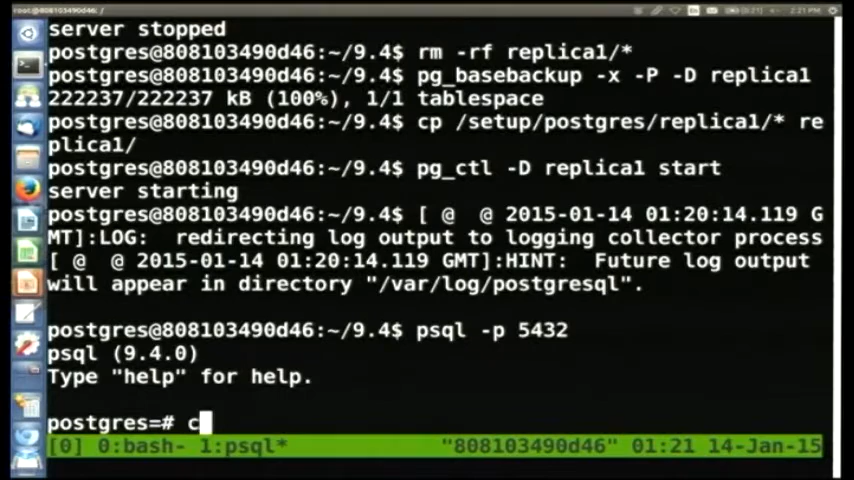 root@808103490d46: /
2:21 PM
server stopped
postgres@808103490d46:~/9.4$ rm -rf replica1/*
postgres@808103490d46:~/9.4$ pg_basebackup -x -P -D replica1
222237/222237 kB (100%), 1/1 tablespace
postgres@808103490d46:~/9.4$ cp /setup/postgres/replica1/* re
plica1/
postgres@808103490d46:~/9.4$ pg_ctl -D replica1 start
server starting
postgres@808103490d46:~/9.4$ [ @  @ 2015-01-14 01:20:14.119 G
MT]:LOG:  redirecting log output to logging collector process
[ @  @ 2015-01-14 01:20:14.119 GMT]:HINT:  Future log output
will appear in directory "/var/log/postgresql".
postgres@808103490d46:~/9.4$ psql -p 5432
psql (9.4.0)
Type "help" for help.
postgres=# c
[0] 0:bash- 1:psql* "808103490d46" 01:21 14-Jan-15